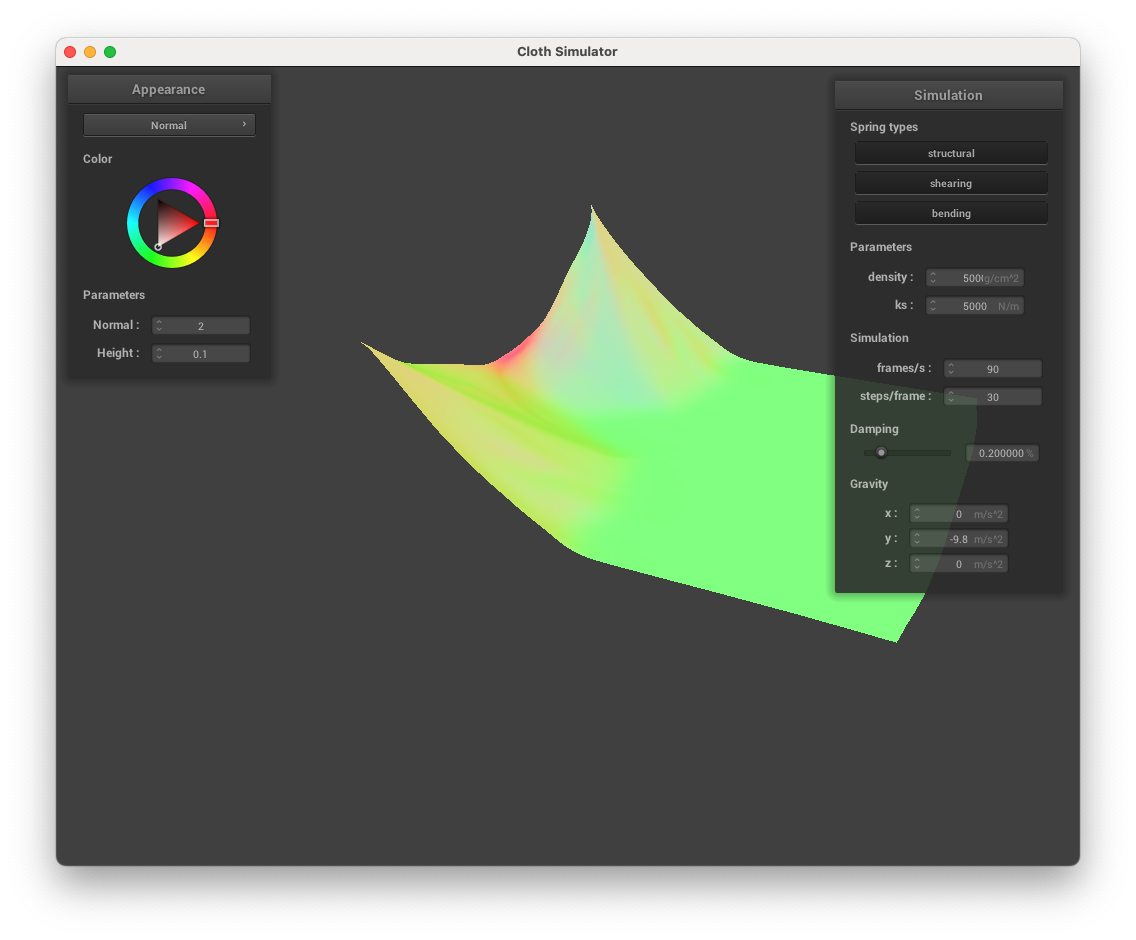 Cloth Simulator
Appearance
Normal
Color
Parameters
Normal : 2
Height : 0.1
Simulation
Spring types
structural
shearing
bending
Parameters
density : g/cm^2
ks : 5000 N/m
Simulation
frames/s : 90
steps/frame : 30
Damping
0.200000 %
Gravity
x : 0 m/s^2
y : -9.8 m/s^2
z : 0 m/s^2